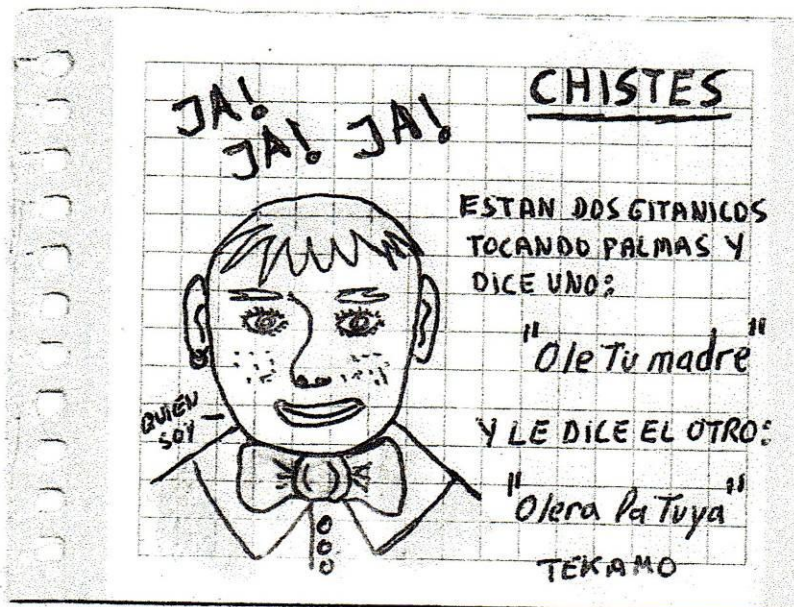 CHISTES
JA!
JA! JA!
ESTAN DOS GITANICOS
TOCANDO PALMAS Y
DICE UNO:
"Ole Tu madre"
Y LE DICE EL OTRO:
"Olera la Tuya"
TEKAMO
QUIEN
SOY